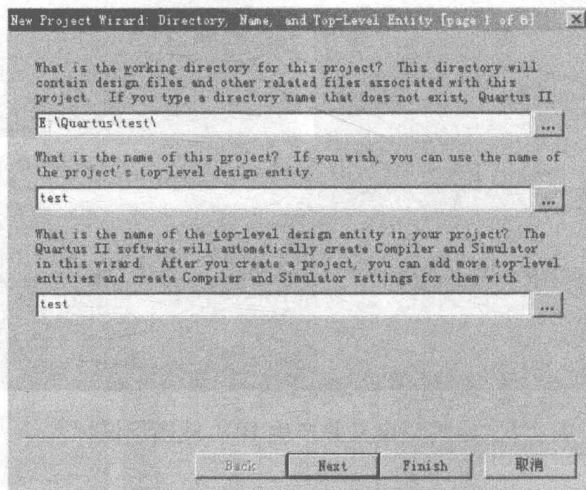 New Project Wizard: Directory, Name, and Top-Level Entity [page 1 of 6]
What is the working directory for this project? This directory will
contain design files and other related files associated with this
project. If you type a directory name that does not exist, Quartus II
E:\Quartus\test\
...
What is the name of this project? If you wish, you can use the name of
the project's top-level design entity.
test
...
What is the name of the top-level design entity in your project? The
Quartus II software will automatically create Compiler and Simulator
in this wizard. After you create a project, you can add more top-level
entities and create Compiler and Simulator settings for them with
test
...
Back Next Finish 取消